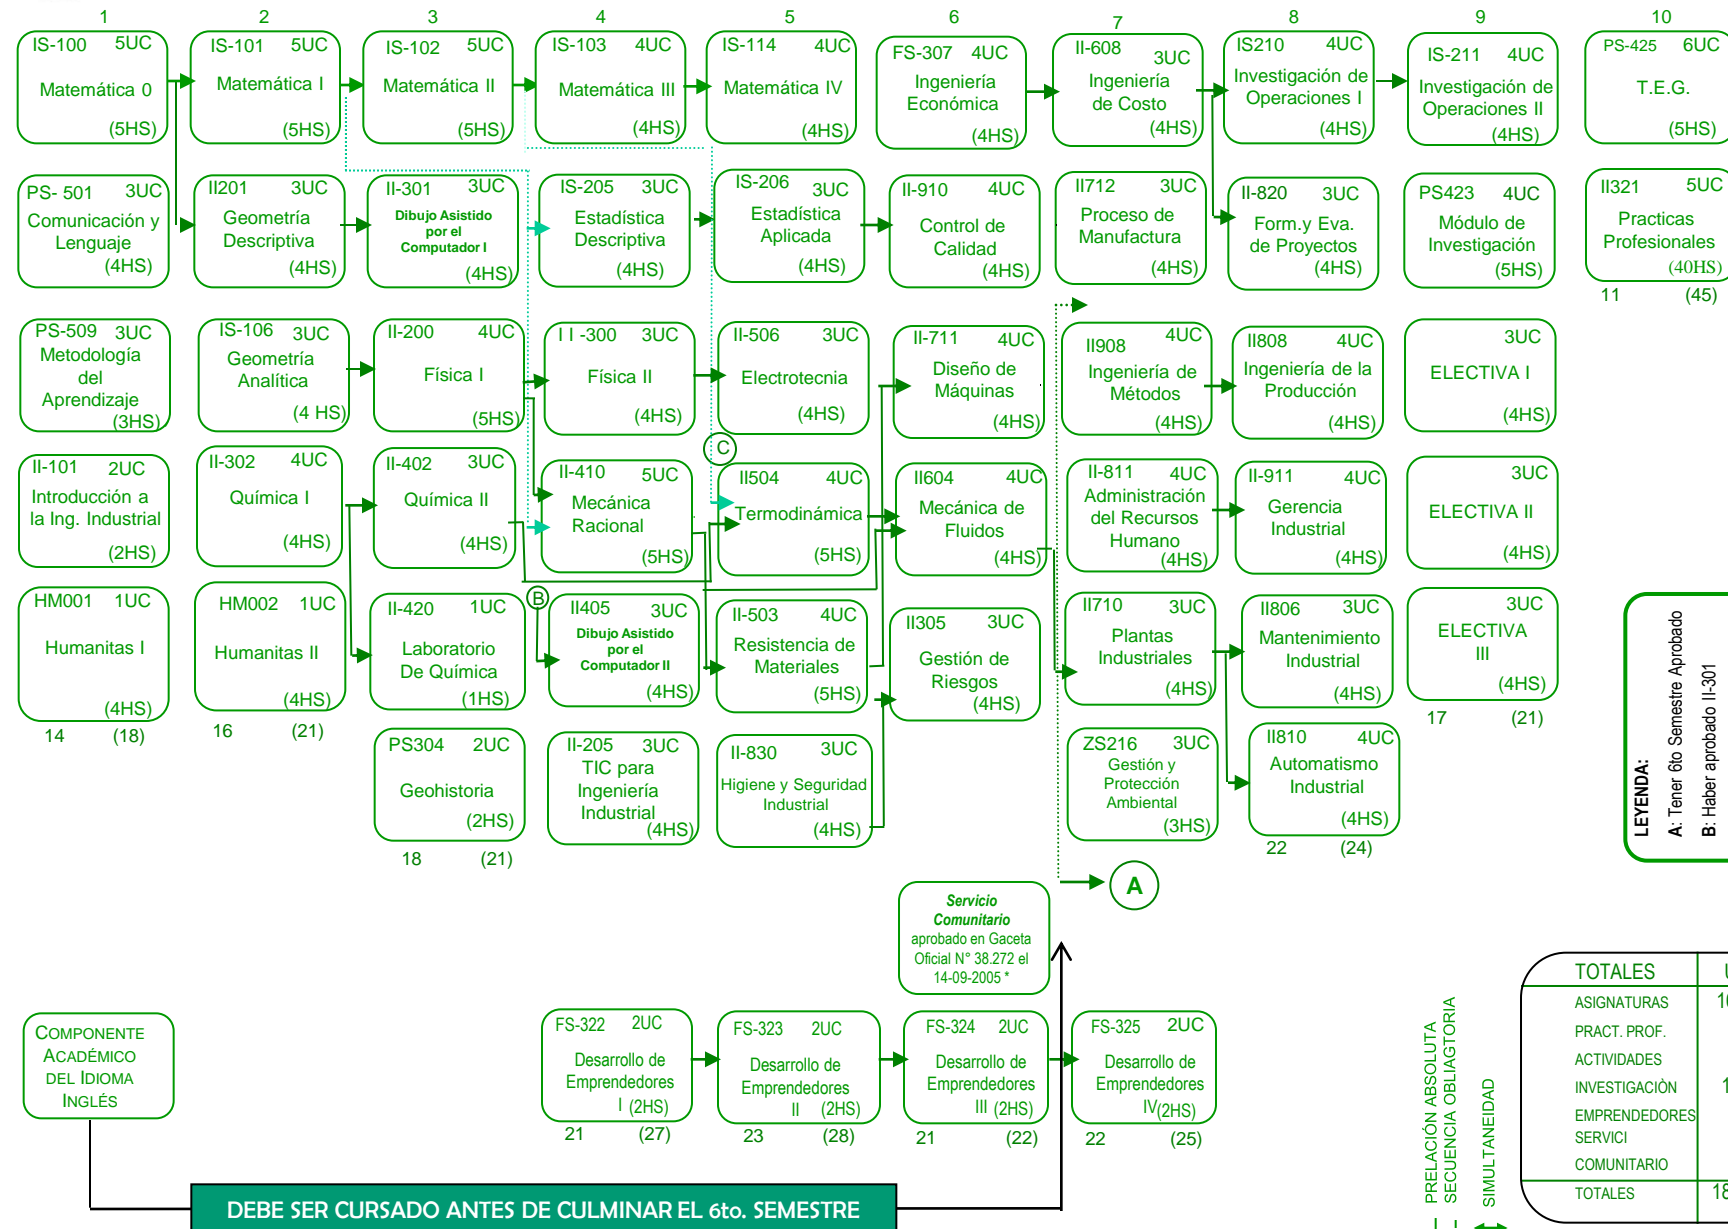 1 2 3 4 5 6 7 8 9 10
IS-100 5UC
Matemática 0
(5HS)
IS-101 5UC
Matemática I
(5HS)
IS-102 5UC
Matemática II
(5HS)
IS-103 4UC
Matemática III
(4HS)
IS-114 4UC
Matemática IV
(4HS)
FS-307 4UC
Ingeniería
Económica
(4HS)
II-608
3UC
Ingeniería
de Costo
(4HS)
IS210 4UC
Investigación de
Operaciones I
(4HS)
IS-211 4UC
Investigación de
Operaciones II
(4HS)
PS-425 6UC
T.E.G.
(5HS)
PS- 501 3UC
Comunicación y
Lenguaje
(4HS)
II201 3UC
Geometría
Descriptiva
(4HS)
II-301 3UC
Dibujo Asistido
por el
Computador I
(4HS)
IS-205 3UC
Estadística
Descriptiva
(4HS)
IS-206 3UC
Estadística
Aplicada
(4HS)
II-910 4UC
Control de
Calidad
(4HS)
II712 3UC
Proceso de
Manufactura
(4HS)
II-820 3UC
Form.y Eva.
de Proyectos
(4HS)
PS423 4UC
Módulo de
Investigación
(5HS)
II321 5UC
Practicas
Profesionales
(40HS)
11 (45)
PS-509 3UC
Metodología
del
Aprendizaje
(3HS)
IS-106 3UC
Geometría
Analítica
(4 HS)
II-200 4UC
Física I
(5HS)
I I -300 3UC
Física II
(4HS)
II-506 3UC
Electrotecnia
(4HS)
II-711 4UC
Diseño de
Máquinas
(4HS)
II908 4UC
Ingeniería de
Métodos
(4HS)
II808 4UC
Ingeniería de la
Producción
(4HS)
3UC
ELECTIVA I
(4HS)
C
II-101 2UC
Introducción a
la Ing. Industrial
(2HS)
II-302 4UC
Química I
(4HS)
II-402 3UC
Química II
(4HS)
II-410 5UC
Mecánica
Racional
(5HS)
II504 4UC
Termodinámica
(5HS)
II604 4UC
Mecánica de
Fluidos
(4HS)
II-811 4UC
Administración
del Recursos
Humano
(4HS)
II-911 4UC
Gerencia
Industrial
(4HS)
3UC
ELECTIVA II
(4HS)
HM001 1UC
Humanitas I
(4HS)
14 (18)
HM002 1UC
Humanitas II
(4HS)
16 (21)
II-420 1UC
Laboratorio
De Química
(1HS)
B
II405 3UC
Dibujo Asistido
por el
Computador II
(4HS)
II-503 4UC
Resistencia de
Materiales
(5HS)
II305 3UC
Gestión de
Riesgos
(4HS)
II710 3UC
Plantas
Industriales
(4HS)
II806 3UC
Mantenimiento
Industrial
(4HS)
3UC
ELECTIVA
III
(4HS)
17 (21)
PS304 2UC
Geohistoria
(2HS)
18 (21)
II-205 3UC
TIC para
Ingeniería
Industrial
(4HS)
II-830 3UC
Higiene y Seguridad
Industrial
(4HS)
ZS216 3UC
Gestión y
Protección
Ambiental
(3HS)
II810 4UC
Automatismo
Industrial
(4HS)
22 (24)
LEYENDA:
A: Tener 6to Semestre Aprobado
B: Haber aprobado II-301
A
Servicio
Comunitario
aprobado en Gaceta
Oficial N° 38.272 el
14-09-2005 *
COMPONENTE
ACADÉMICO
DEL IDIOMA
INGLÉS
FS-322 2UC
Desarrollo de
Emprendedores
I (2HS)
21 (27)
FS-323 2UC
Desarrollo de
Emprendedores
II (2HS)
23 (28)
FS-324 2UC
Desarrollo de
Emprendedores
III (2HS)
21 (22)
FS-325 2UC
Desarrollo de
Emprendedores
IV(2HS)
22 (25)
DEBE SER CURSADO ANTES DE CULMINAR EL 6to. SEMESTRE
PRELACIÓN ABSOLUTA
SECUENCIA OBLIAGTORIA
SIMULTANEIDAD
TOTALES
ASIGNATURAS
PRACT. PROF.
ACTIVIDADES
INVESTIGACIÒN
EMPRENDEDORES
SERVICI
COMUNITARIO
TOTALES